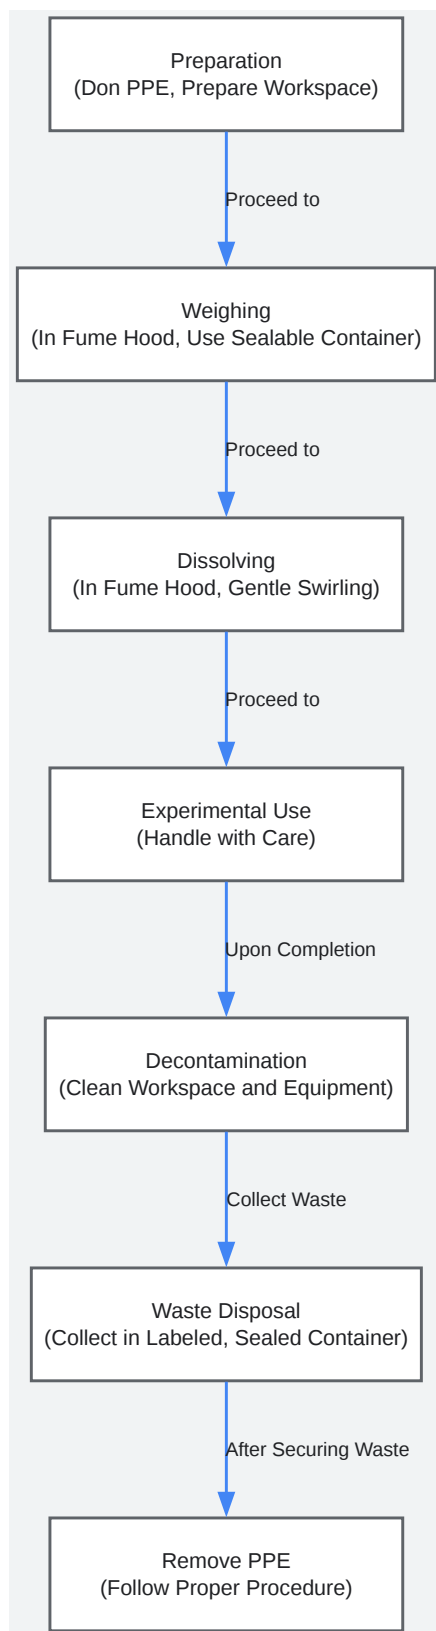 Preparation
(Don PPE, Prepare Workspace)
Proceed to
Weighing
(In Fume Hood, Use Sealable Container)
Proceed to
Dissolving
(In Fume Hood, Gentle Swirling)
Proceed to
Experimental Use
(Handle with Care)
Upon Completion
Decontamination
(Clean Workspace and Equipment)
Collect Waste
Waste Disposal
(Collect in Labeled, Sealed Container)
After Securing Waste
Remove PPE
(Follow Proper Procedure)